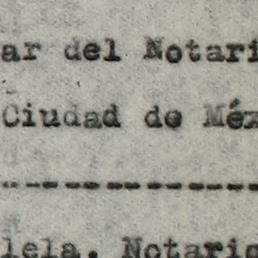 ar del Notari
Ciudad de Méx
------------
lela. Notario